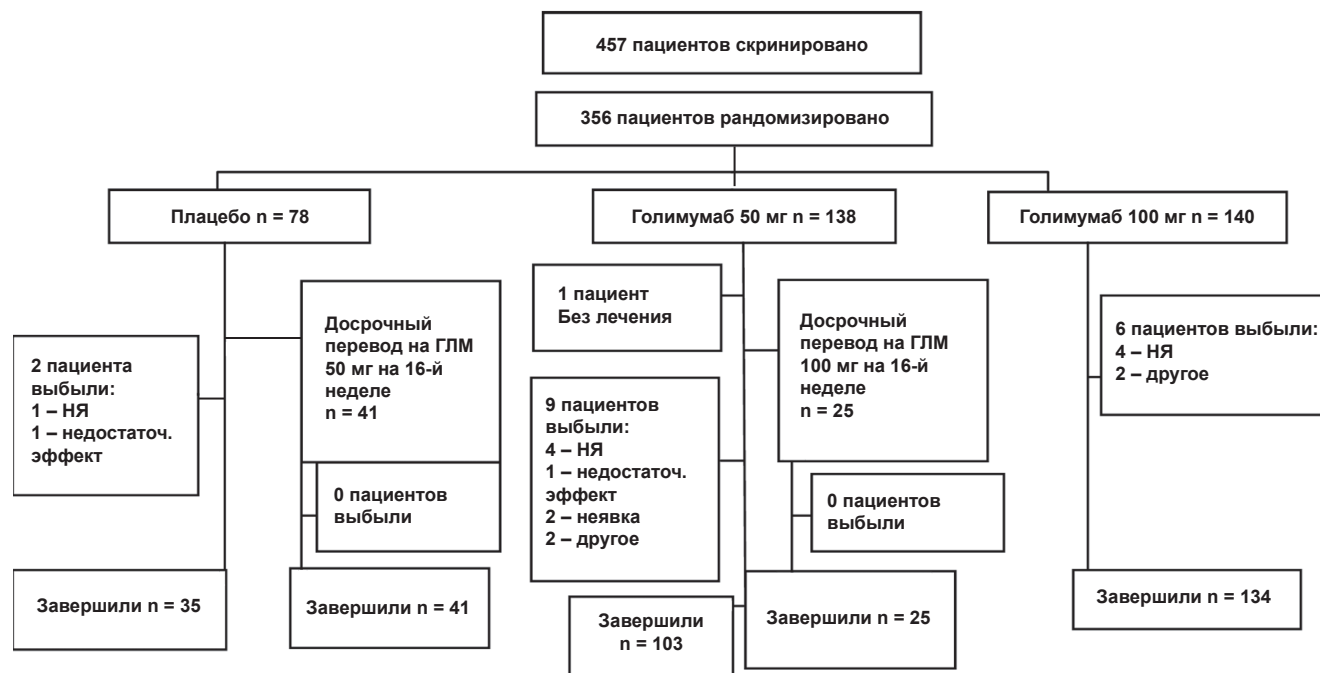 457 пациентов скринировано
356 пациентов рандомизировано
Плацебо n = 78
Голимумаб 50 мг n = 138
Голимумаб 100 мг n = 140
2 пациента
выбыли:
1 – НЯ
1 – недостаточ.
эффект
Досрочный
перевод на ГЛМ
50 мг на 16-й
неделе
n = 41
0 пациентов
выбыли
1 пациент
Без лечения
9 пациентов
выбыли:
4 – НЯ
1 – недостаточ.
эффект
2 – неявка
2 – другое
Досрочный
перевод на ГЛМ
100 мг на 16-й
неделе
n = 25
0 пациентов
выбыли
6 пациентов выбыли:
4 – НЯ
2 – другое
Завершили n = 35
Завершили n = 41
Завершили
n = 103
Завершили n = 25
Завершили n = 134